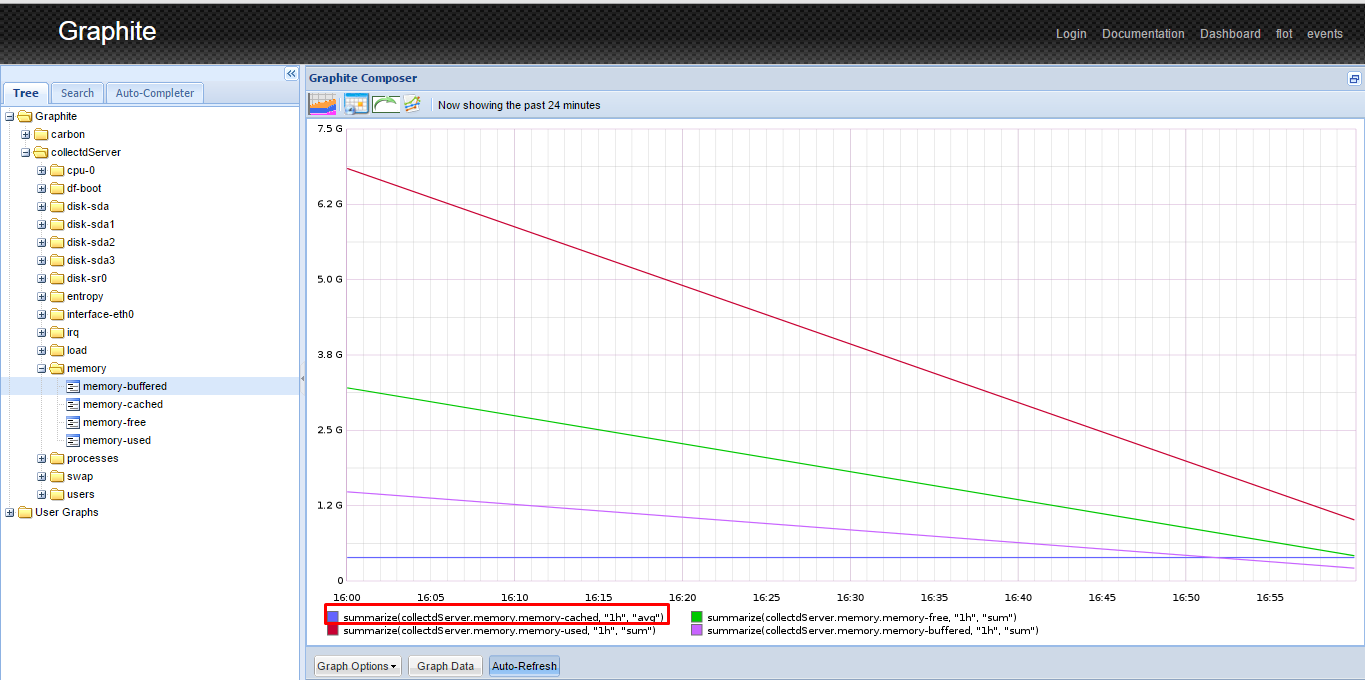 Graphite
Login Documentation Dashboard flot events
Tree Search Auto-Completer
Graphite
carbon
collectdServer
cpu-0
df-boot
disk-sda
disk-sda1
disk-sda2
disk-sda3
disk-sr0
entropy
interface-eth0
irq
load
memory
memory-buffered
memory-cached
memory-free
memory-used
processes
swap
users
User Graphs
Graphite Composer
Now showing the past 24 minutes
7.5 G
6.2 G
5.0 G
3.8 G
2.5 G
1.2 G
0
16:00 16:05 16:10 16:15 16:20 16:25 16:30 16:35 16:40 16:45 16:50 16:55
summarize(collectdServer.memory.memory-cached, "1h", "avg") summarize(collectdServer.memory.memory-free, "1h", "sum")
summarize(collectdServer.memory.memory-used, "1h", "sum") summarize(collectdServer.memory.memory-buffered, "1h", "sum")
Graph Options Graph Data Auto-Refresh